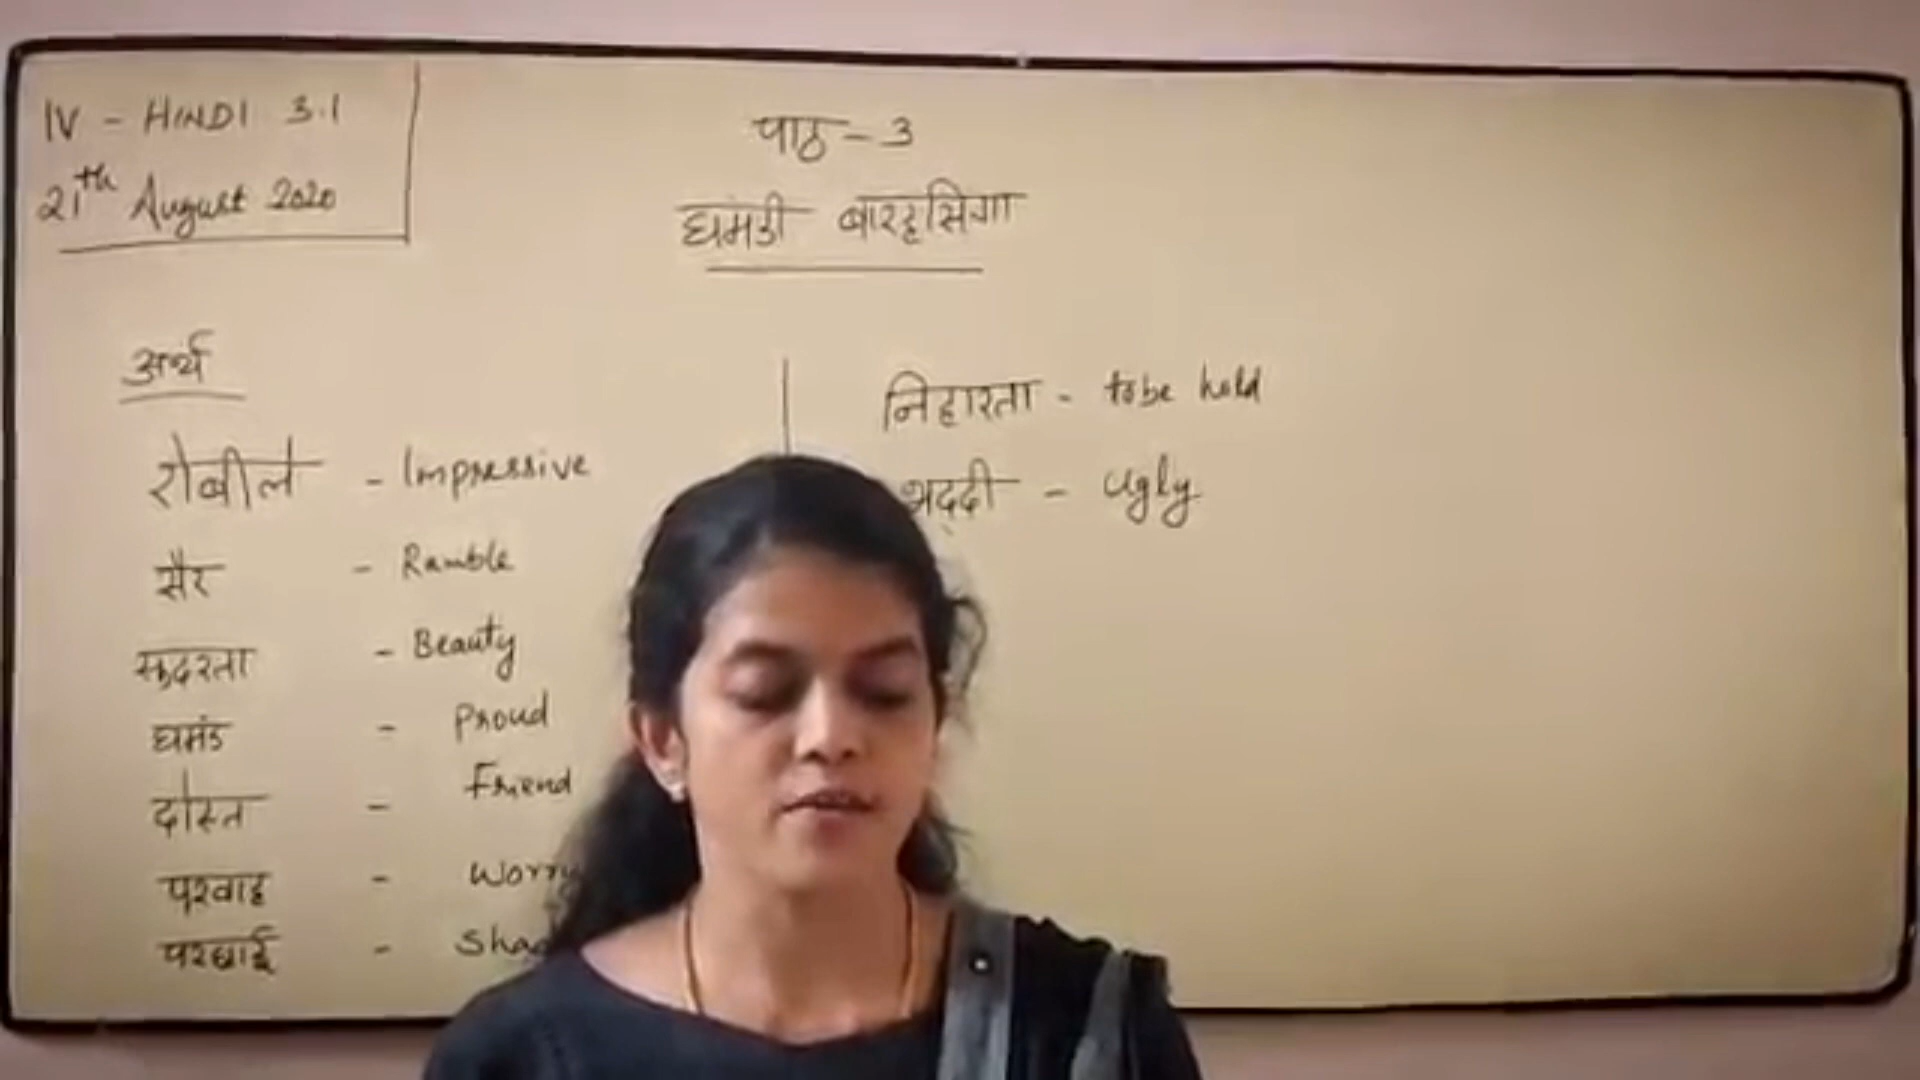 IV - HINDI 3.1
21th August 2020
पाठ - 3
घमंडी बारहसिंगा
अर्थ
रोबीले - Impressive
सैर - Ramble
सुदरता - Beauty
घमंड - Proud
दोस्त - Friend
परवाह - Worry
परछाई -
निहारता - to be hold
भद्दी - Ugly